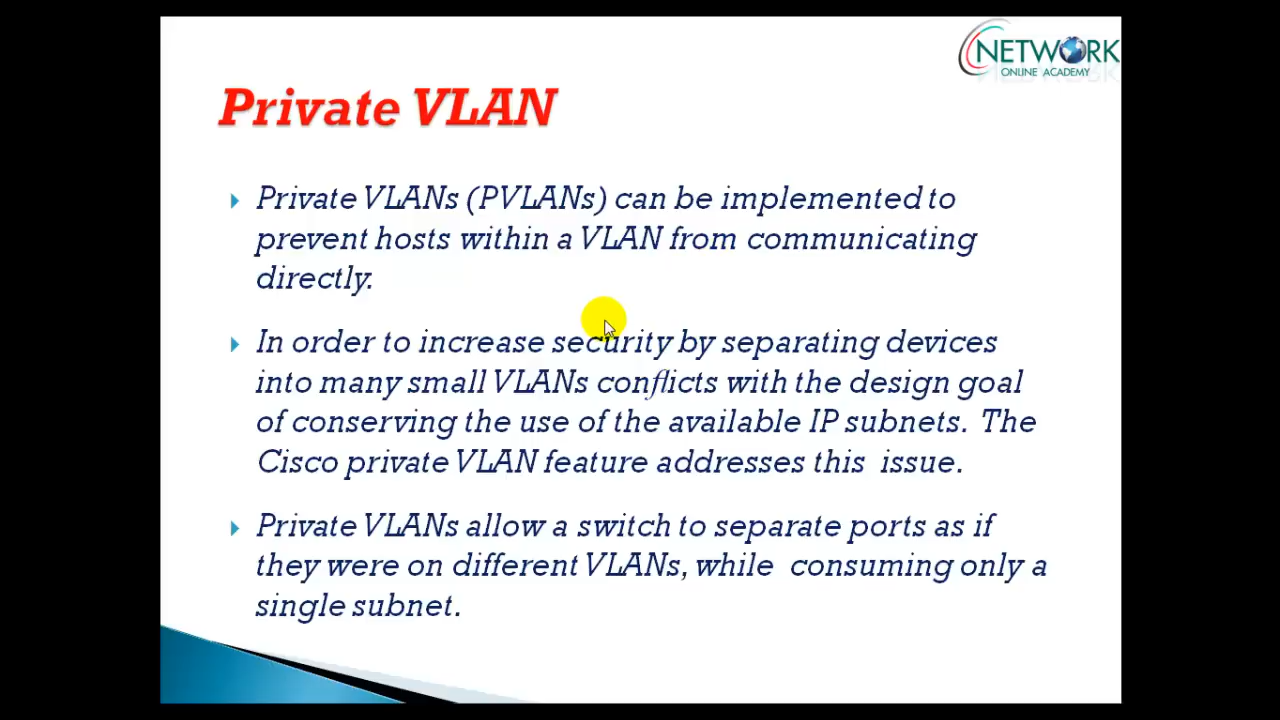 NETWORK
ONLINE ACADEMY
Private VLAN
Private VLANs (PVLANs) can be implemented to
prevent hosts within a VLAN from communicating
directly.
In order to increase security by separating devices
into many small VLANs conflicts with the design goal
of conserving the use of the available IP subnets. The
Cisco private VLAN feature addresses this issue.
Private VLANs allow a switch to separate ports as if
they were on different VLANs, while consuming only a
single subnet.